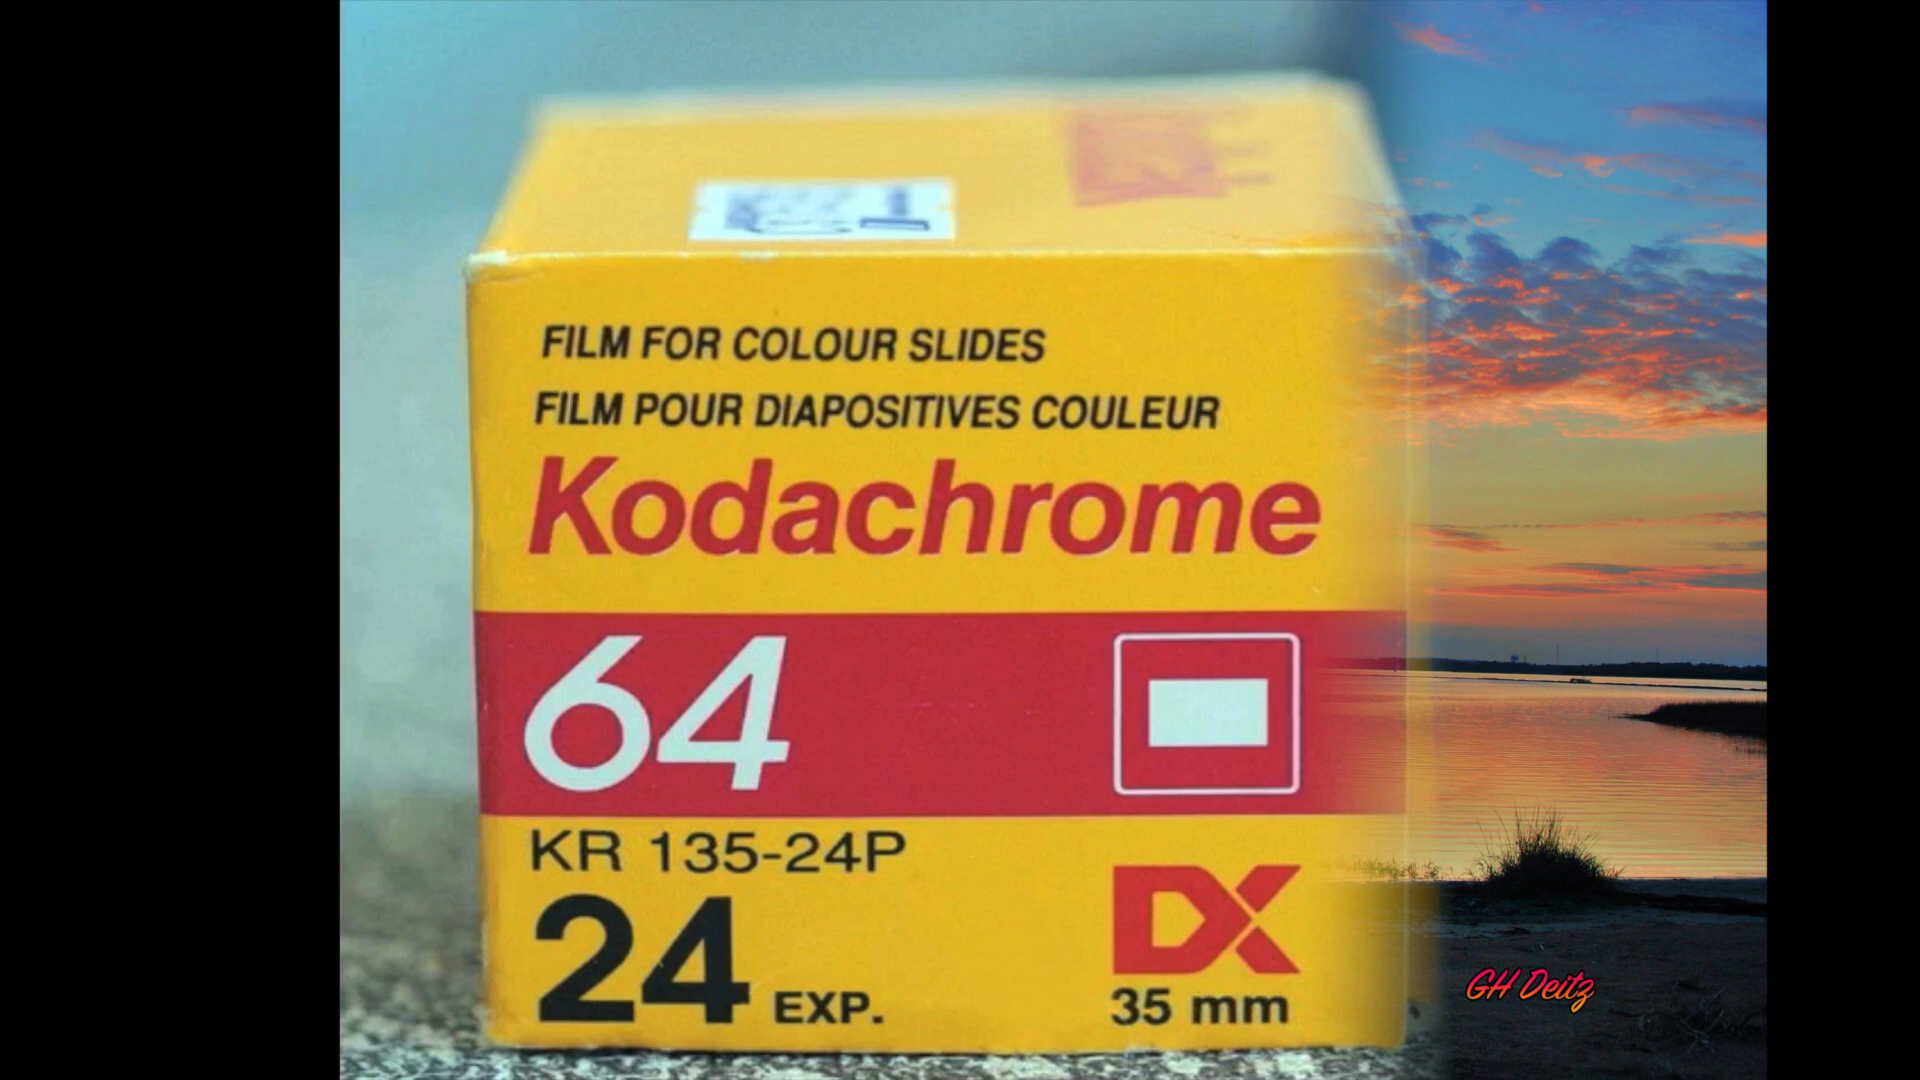 FILM FOR COLOUR SLIDES
FILM POUR DIAPOSITIVES COULEUR
Kodachrome
64
KR 135-24P
24 EXP.
DX
35 mm
GH Deitz